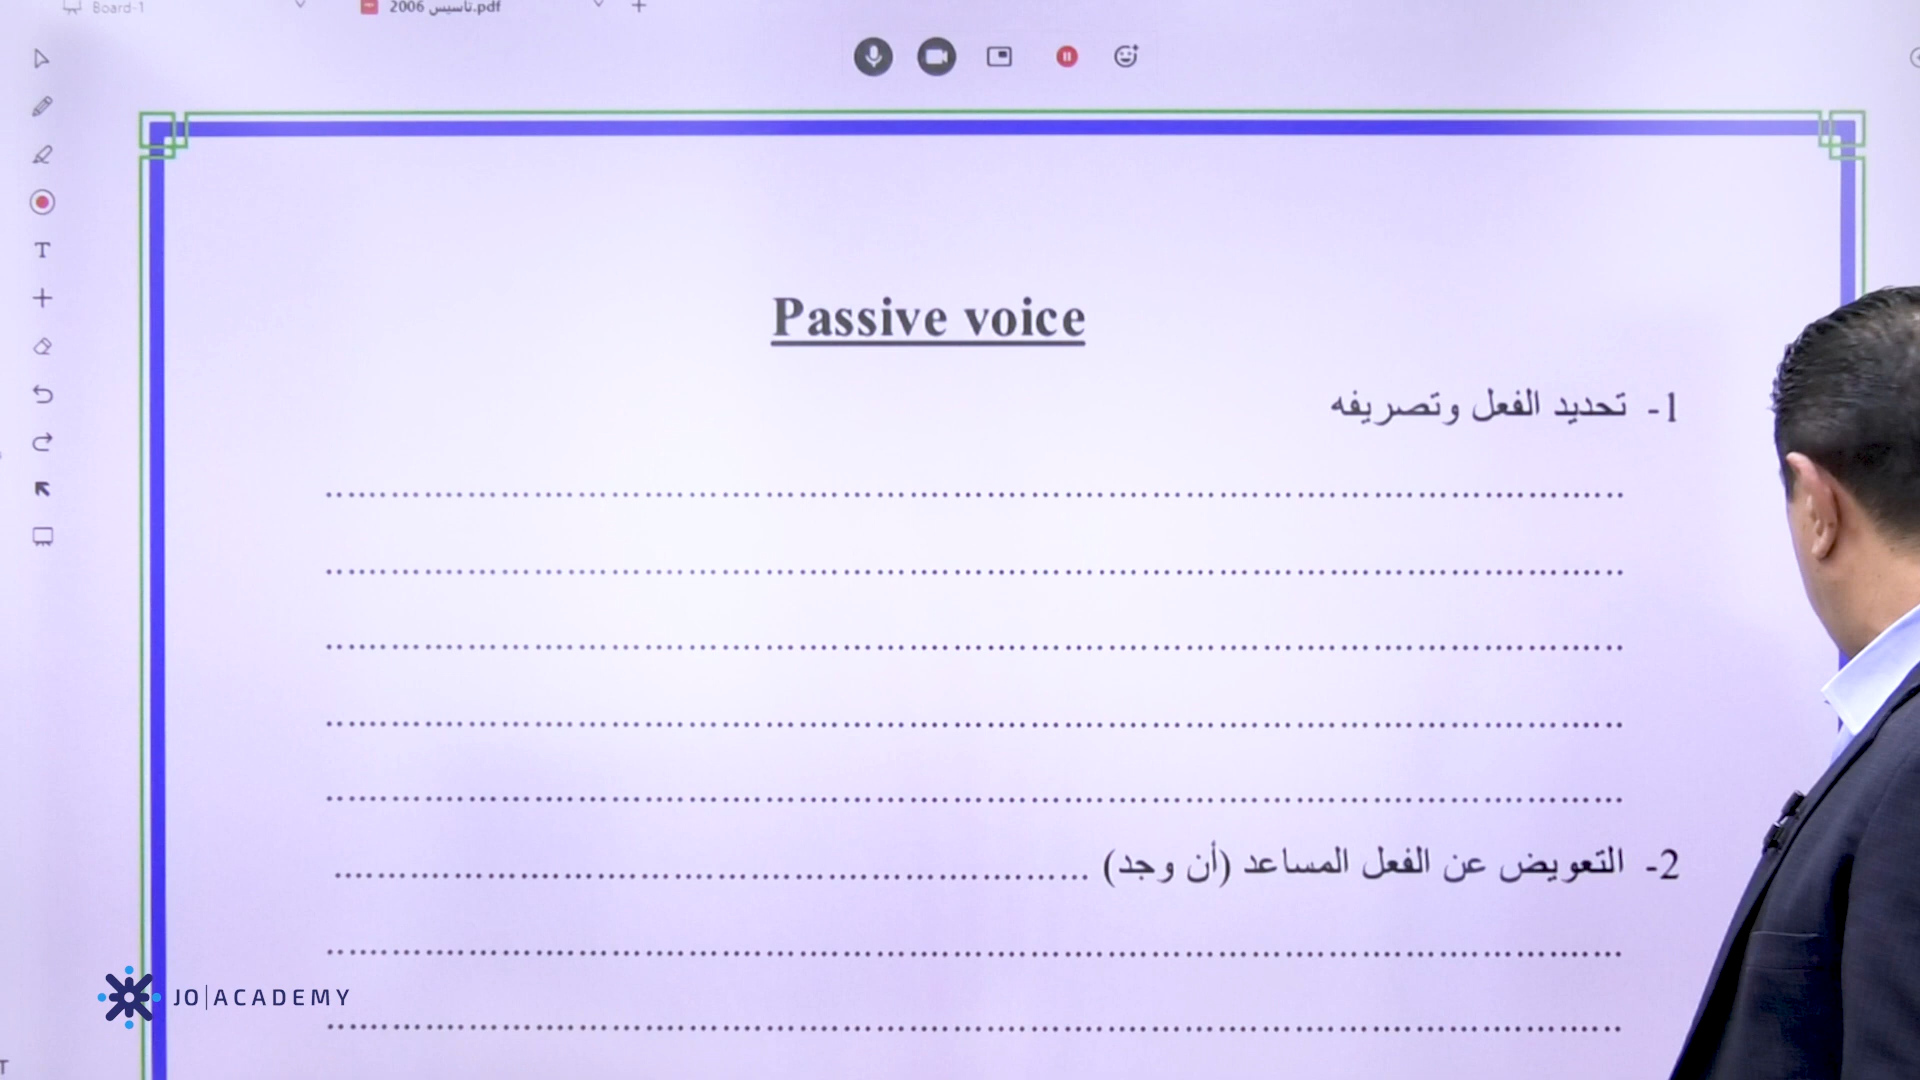 Board-1
تأسيس 2006.pdf
T
Passive voice
1- تحديد الفعل وتصريفه
2- التعويض عن الفعل المساعد (أن وجد)
JO|ACADEMY